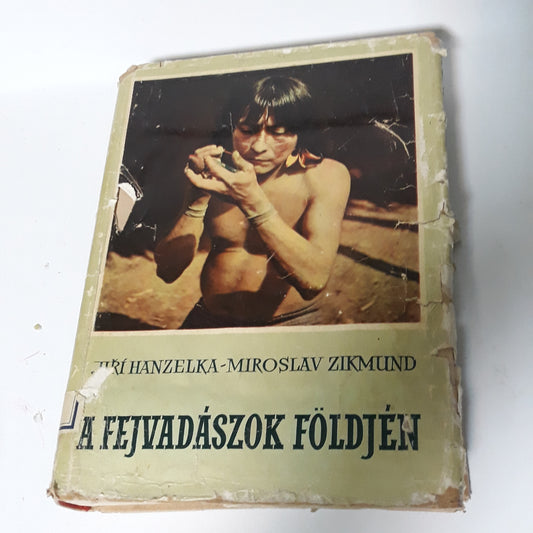 JIŘÍ HANZELKA-MIROSLAV ZIKMUND
A FEJVADÁSZOK FÖLDJÉN